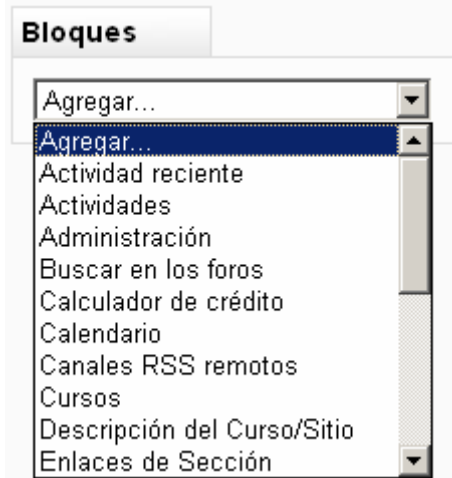 Bloques
Agregar...
Agregar...
Actividad reciente
Actividades
Administración
Buscar en los foros
Calculador de crédito
Calendario
Canales RSS remotos
Cursos
Descripción del Curso/Sitio
Enlaces de Sección